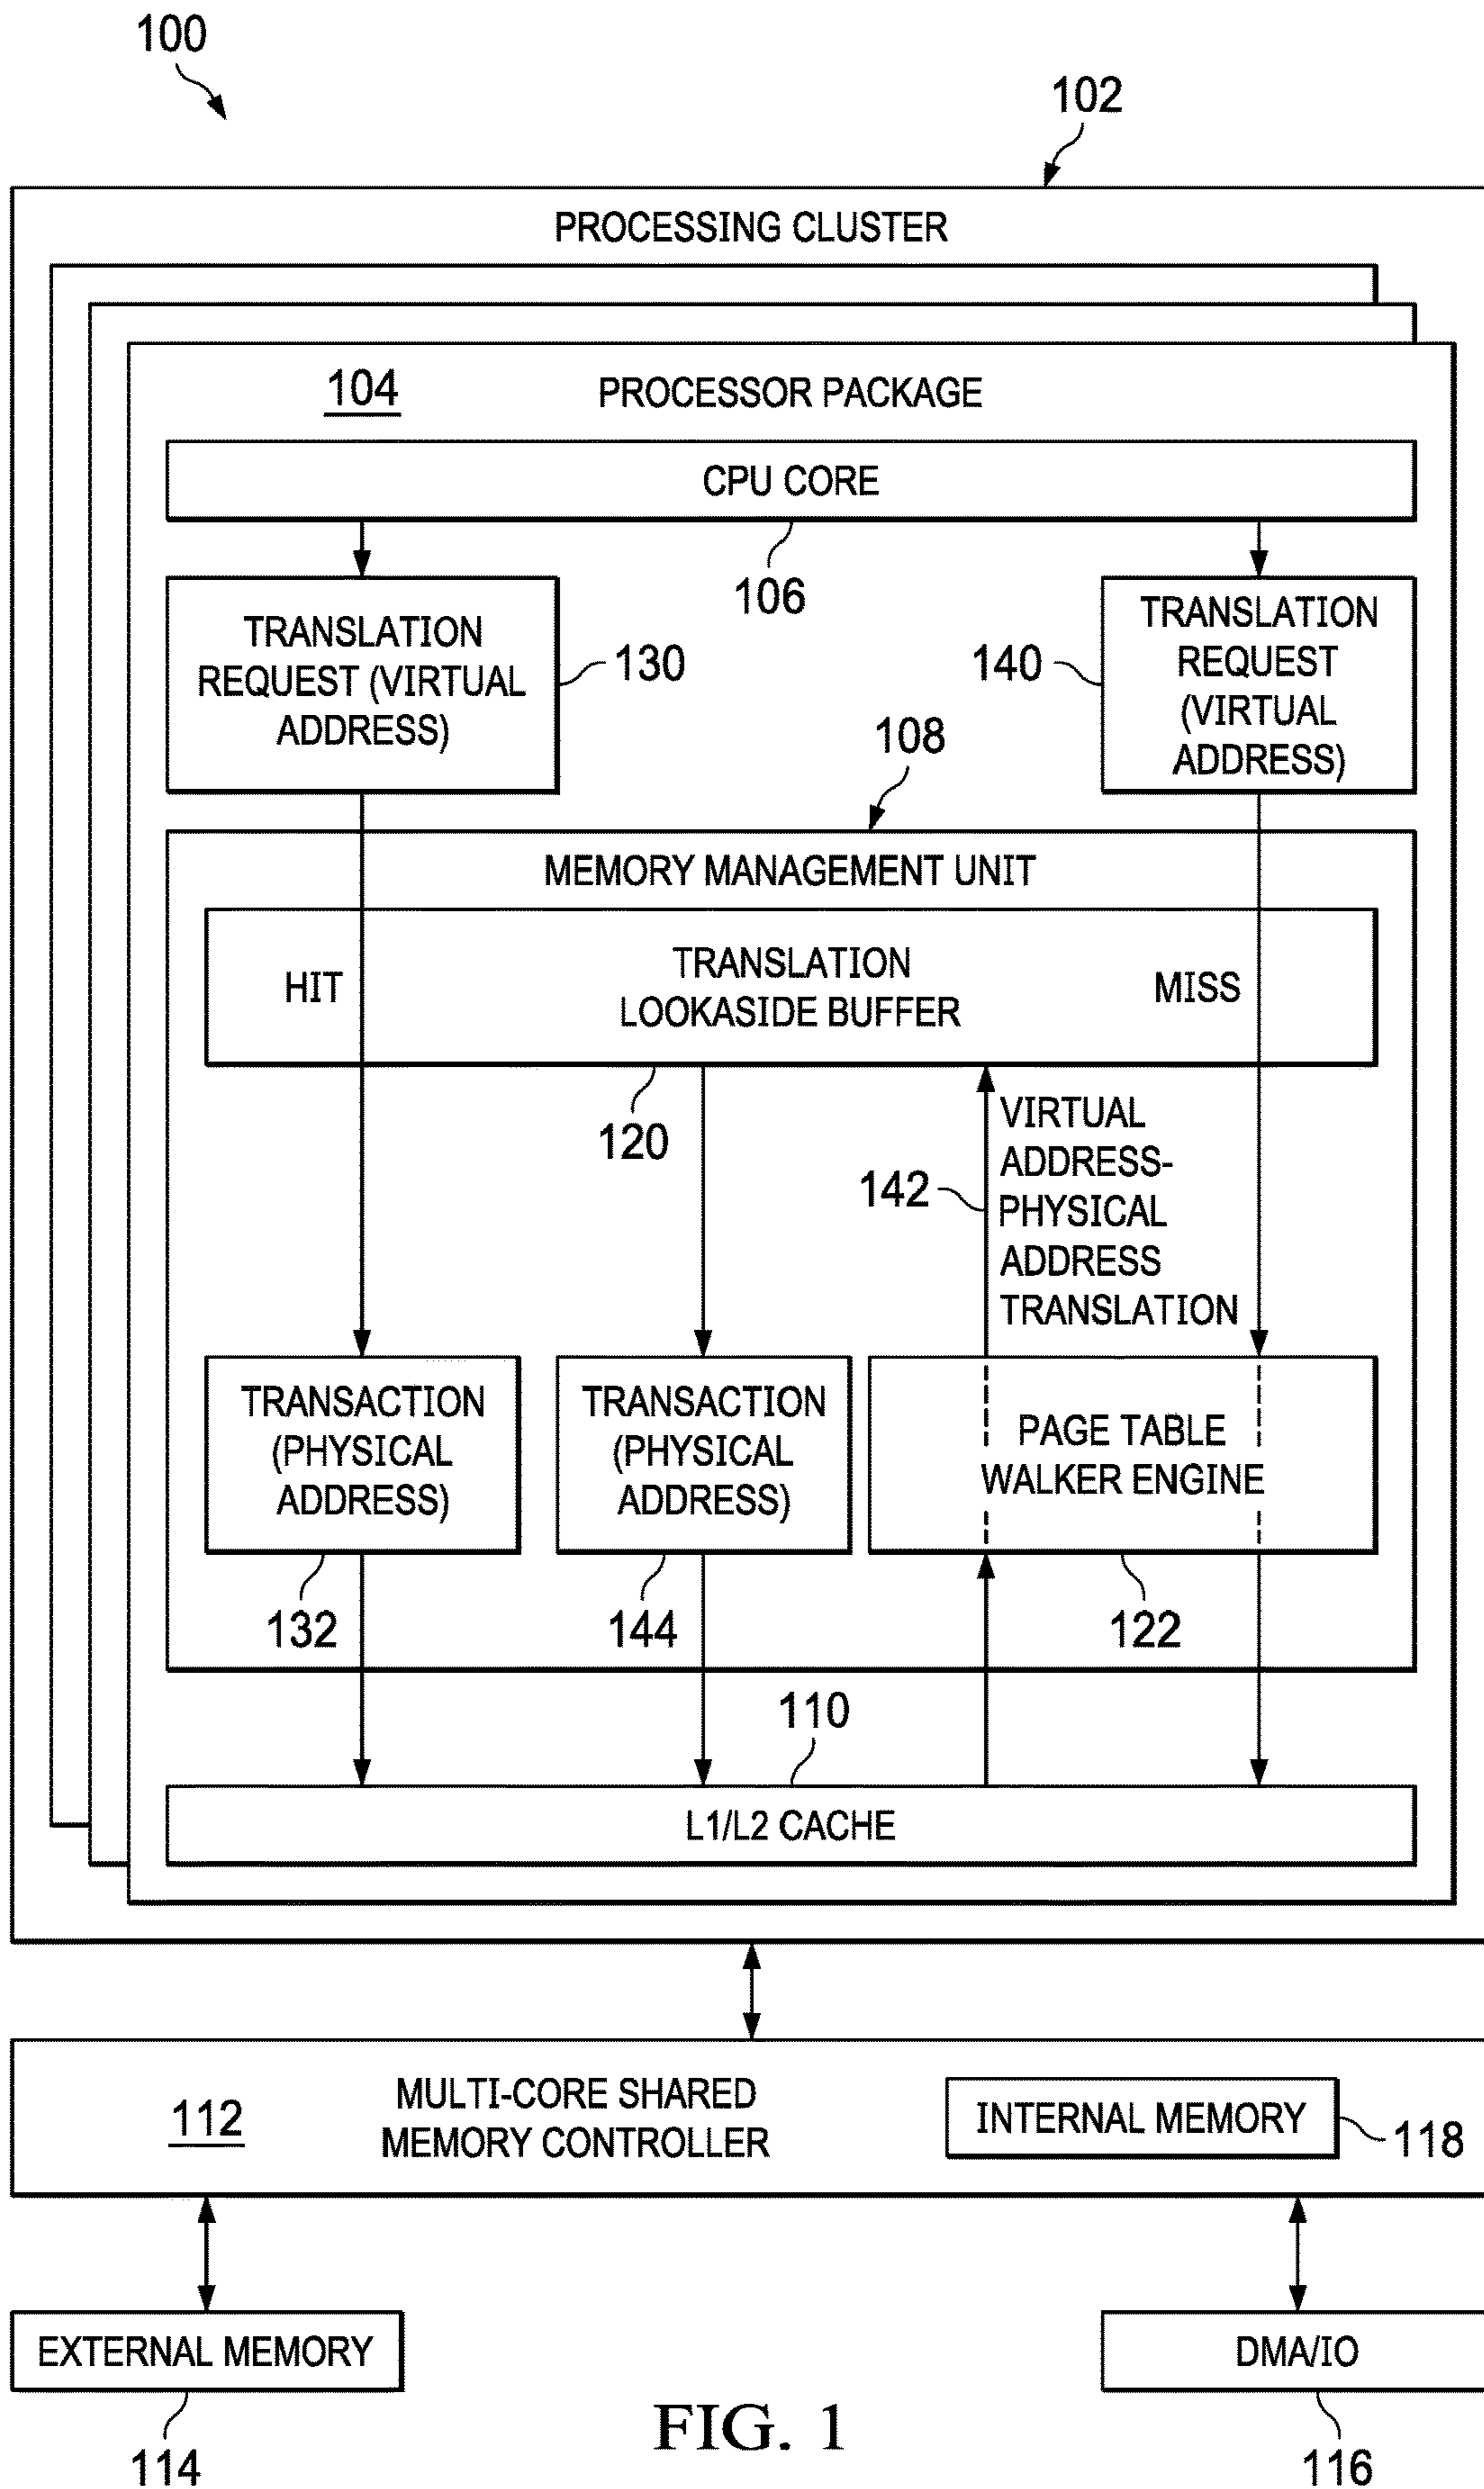 100
102
PROCESSING CLUSTER
104
PROCESSOR PACKAGE
CPU CORE
106
TRANSLATION
REQUEST (VIRTUAL
ADDRESS)
130
140
TRANSLATION
REQUEST
(VIRTUAL
ADDRESS)
108
MEMORY MANAGEMENT UNIT
HIT
TRANSLATION
LOOKASIDE BUFFER
MISS
120
142
VIRTUAL
ADDRESS-
PHYSICAL
ADDRESS
TRANSLATION
TRANSACTION
(PHYSICAL
ADDRESS)
TRANSACTION
(PHYSICAL
ADDRESS)
PAGE TABLE
WALKER ENGINE
132
144
122
110
L1/L2 CACHE
112
MULTI-CORE SHARED
MEMORY CONTROLLER
INTERNAL MEMORY
118
EXTERNAL MEMORY
DMA/IO
114
FIG. 1
116